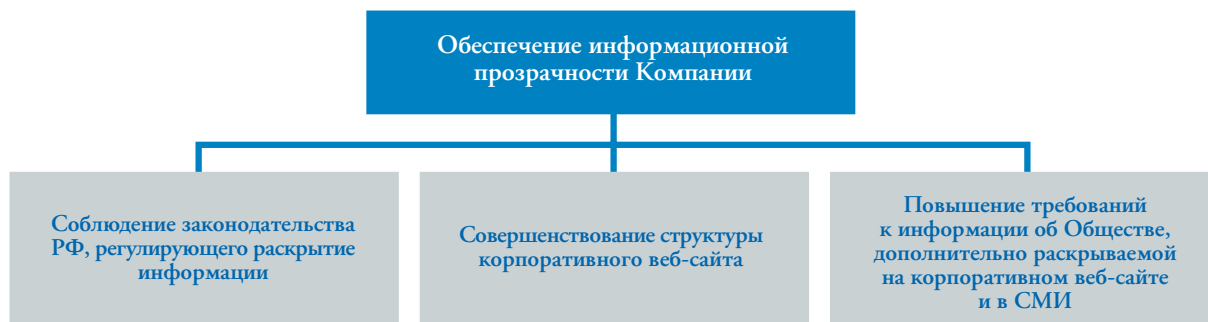 Обеспечение информационной
прозрачности Компании
Соблюдение законодательства
РФ, регулирующего раскрытие
информации
Совершенствование структуры
корпоративного веб-сайта
Повышение требований
к информации об Обществе,
дополнительно раскрываемой
на корпоративном веб-сайте
и в СМИ